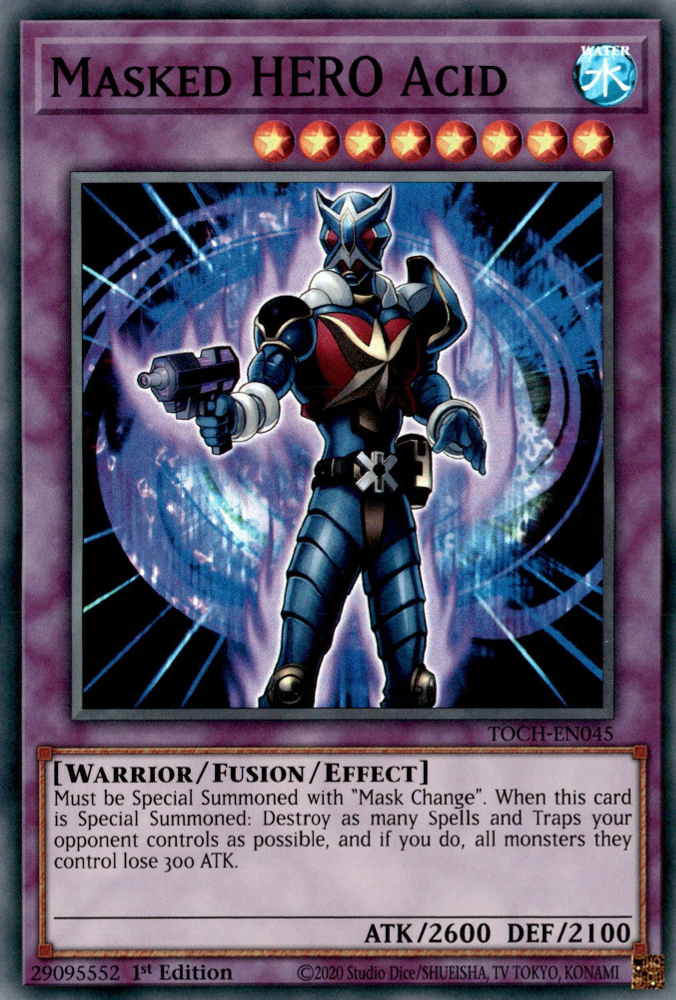 Masked HERO Acid
WATER
水
TOCH-EN045
[Warrior/Fusion/Effect]
Must be Special Summoned with "Mask Change". When this card
is Special Summoned: Destroy as many Spells and Traps your
opponent controls as possible, and if you do, all monsters they
control lose 300 ATK.
ATK/2600 DEF/2100
29095552 1st Edition ©2020 Studio Dice/SHUEISHA, TV TOKYO, KONAMI